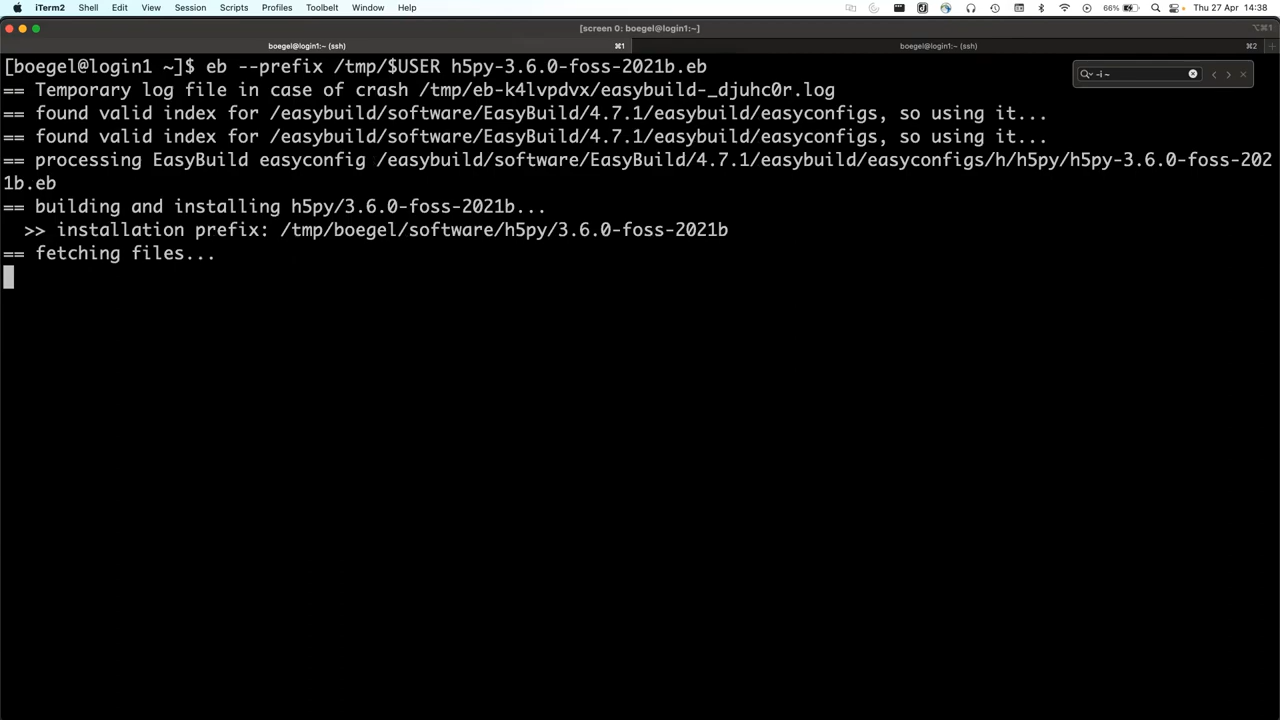 iTerm2 Shell Edit View Session Scripts Profiles Toolbelt Window Help 66% Thu 27 Apr 14:38
[screen 0: boegel@login1:~] ⌥⌘1
boegel@login1:~ (ssh) ⌘1 boegel@login1:~ (ssh) ⌘2 +
[boegel@login1 ~]$ eb --prefix /tmp/$USER h5py-3.6.0-foss-2021b.eb
-i ~
== Temporary log file in case of crash /tmp/eb-k4lvpdvx/easybuild-_djuhc0r.log
== found valid index for /easybuild/software/EasyBuild/4.7.1/easybuild/easyconfigs, so using it...
== found valid index for /easybuild/software/EasyBuild/4.7.1/easybuild/easyconfigs, so using it...
== processing EasyBuild easyconfig /easybuild/software/EasyBuild/4.7.1/easybuild/easyconfigs/h/h5py/h5py-3.6.0-foss-202
1b.eb
== building and installing h5py/3.6.0-foss-2021b...
  >> installation prefix: /tmp/boegel/software/h5py/3.6.0-foss-2021b
== fetching files...